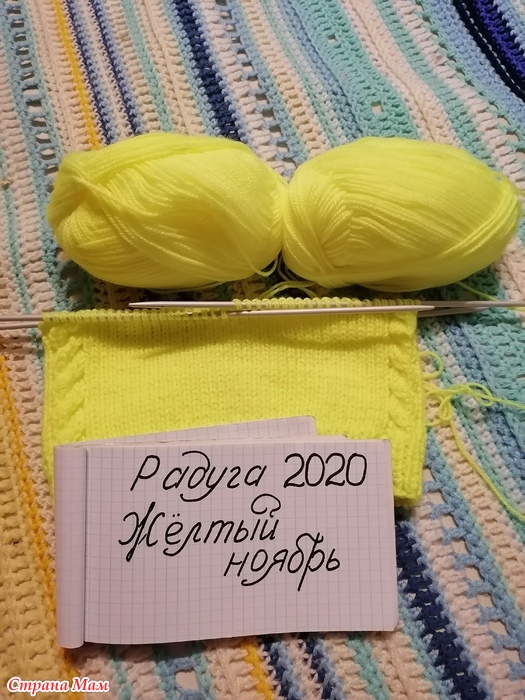 Радуга 2020
Жёлтый
ноябрь
Страна Мам